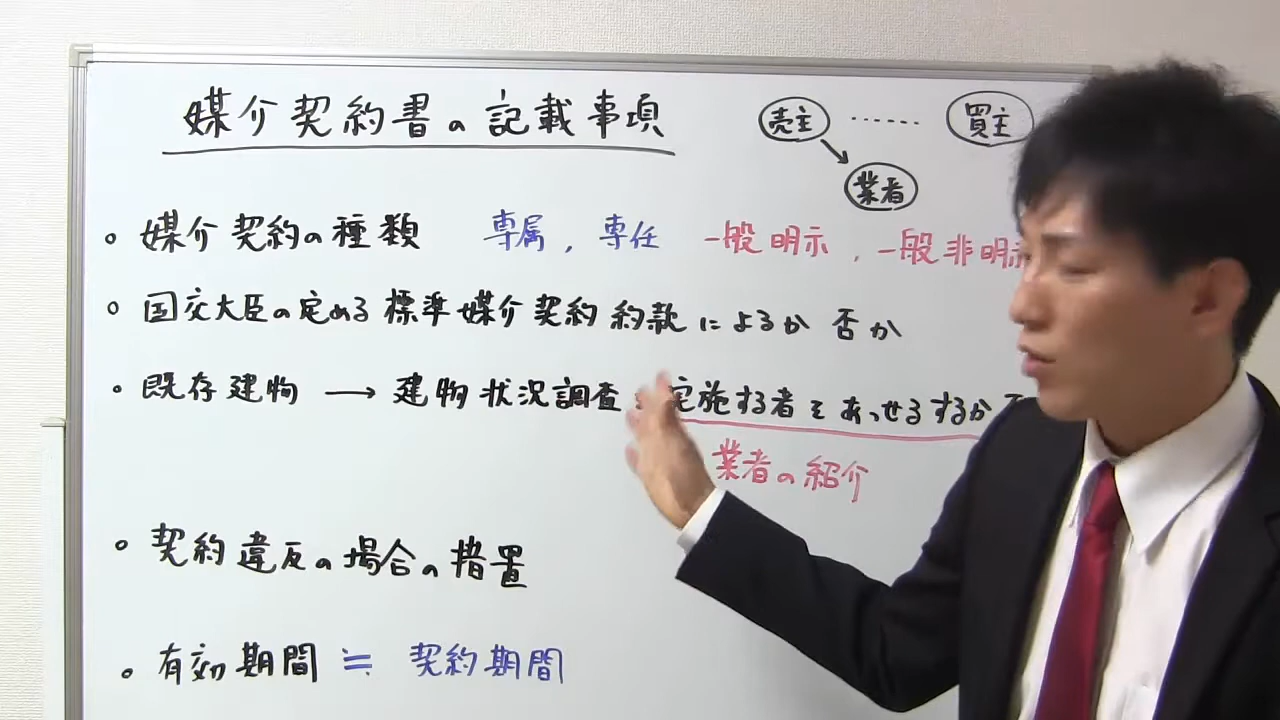 媒介契約書の記載事項
売主 …… 買主
業者
・媒介契約の種類 専属, 専任 一般明示, 一般非明示
・国交大臣の定める標準媒介契約約款によるか否か
・既存建物 → 建物状況調査を実施する者をあっせんするか否
業者の紹介
・契約違反の場合の措置
・有効期間 ≒ 契約期間